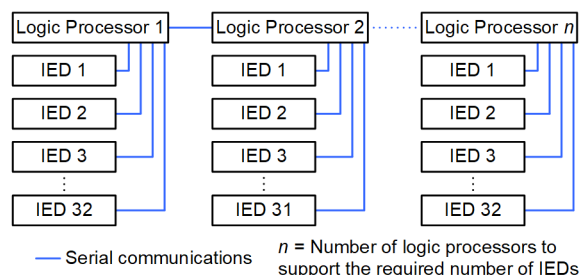 Logic Processor 1 Logic Processor 2 Logic Processor n
IED 1 IED 1 IED 1
IED 2 IED 2 IED 2
IED 3 IED 3 IED 3
IED 32 IED 31 IED 32
Serial communications
n = Number of logic processors to
support the required number of IEDs